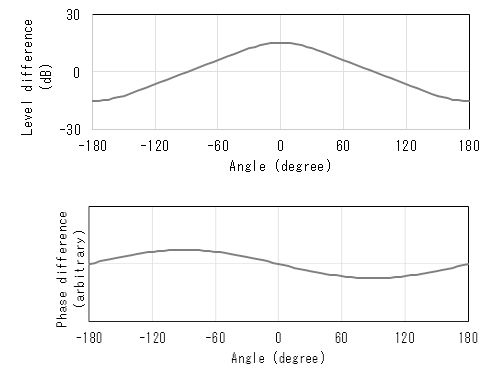 Level difference
(dB)
30
0
-30
-180 -120 -60 0 60 120 180
Angle (degree)
Phase difference
(arbitrary)
-180 -120 -60 0 60 120 180
Angle (degree)